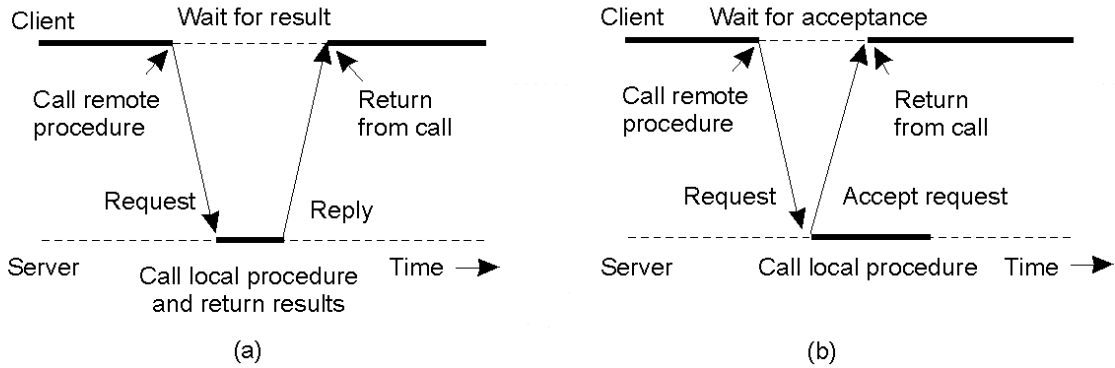 Client
Wait for result
Call remote
procedure
Return
from call
Request
Reply
Server
Call local procedure
and return results
Time
(a)
Client
Wait for acceptance
Call remote
procedure
Return
from call
Request
Accept request
Server
Call local procedure
Time
(b)